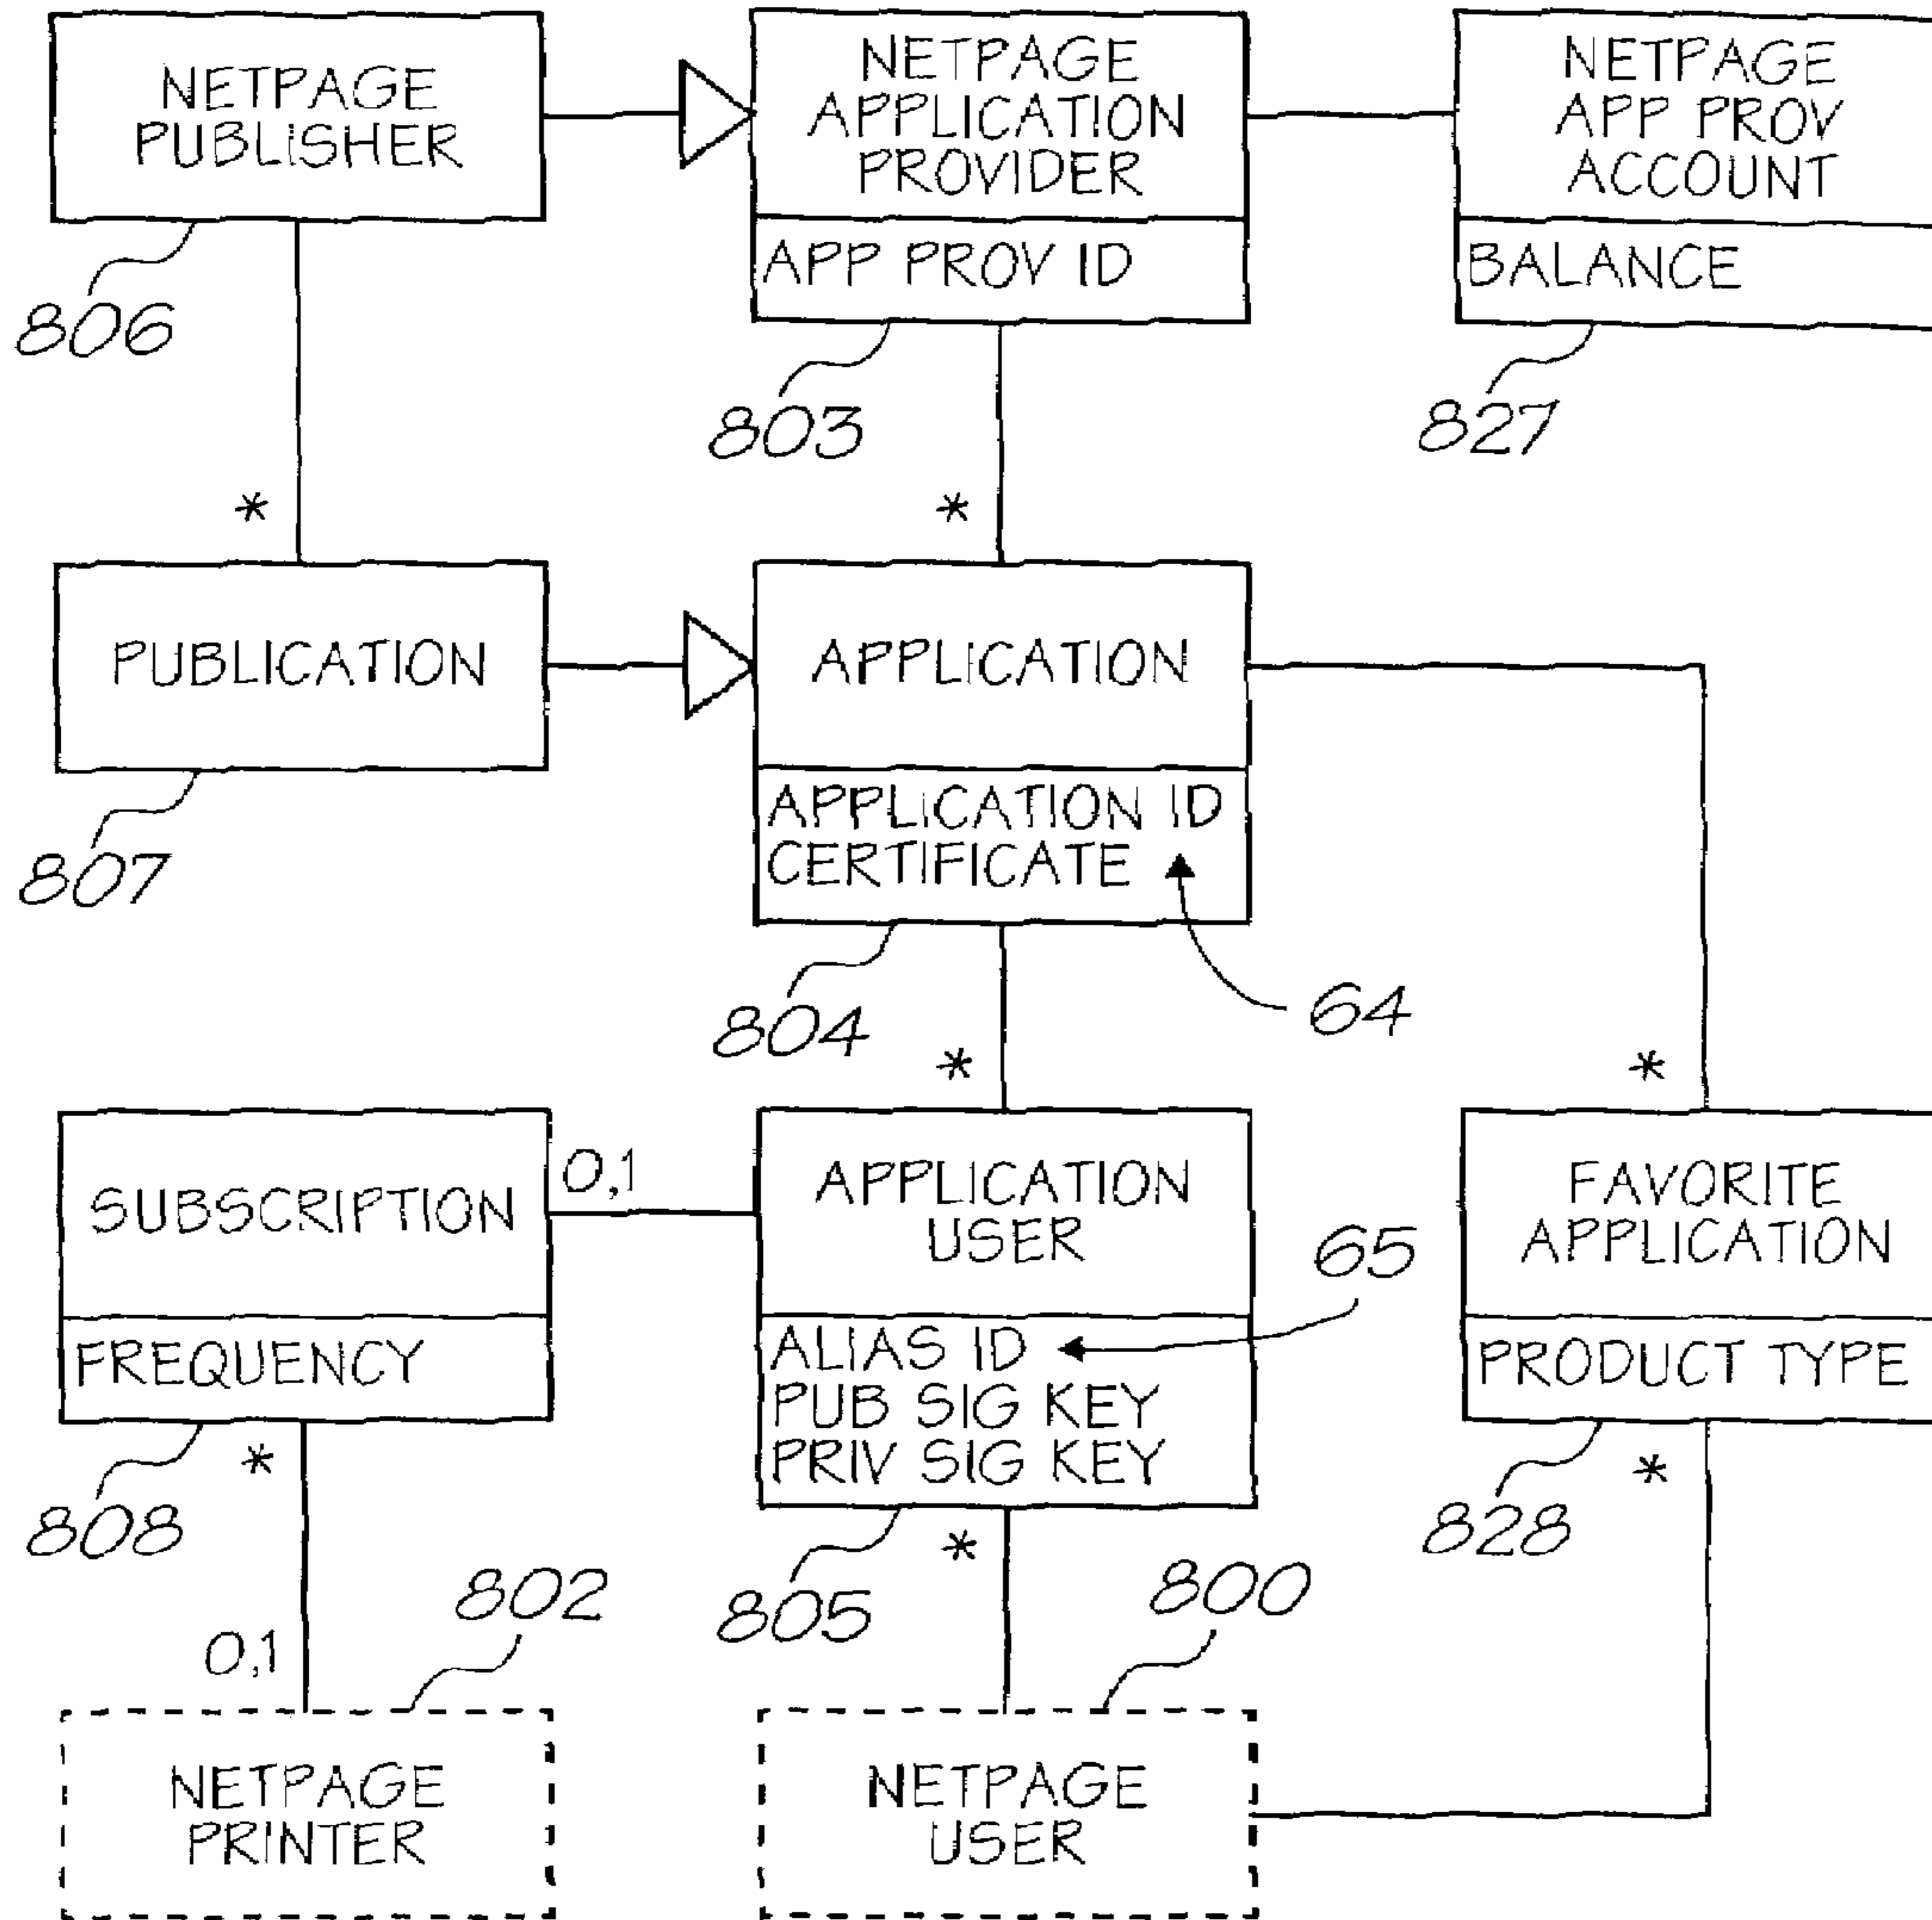 NETPAGE
PUBLISHER
NETPAGE
APPLICATION
PROVIDER
NETPAGE
APP PROV
ACCOUNT
APP PROV ID
BALANCE
806
803
827
*
*
PUBLICATION
APPLICATION
APPLICATION ID
CERTIFICATE
807
804
64
*
*
SUBSCRIPTION
0,1
APPLICATION
USER
FAVORITE
APPLICATION
65
FREQUENCY
ALIAS ID
PUB SIG KEY
PRIV SIG KEY
PRODUCT TYPE
*
*
808
828
*
802
805
800
0,1
NETPAGE
PRINTER
NETPAGE
USER